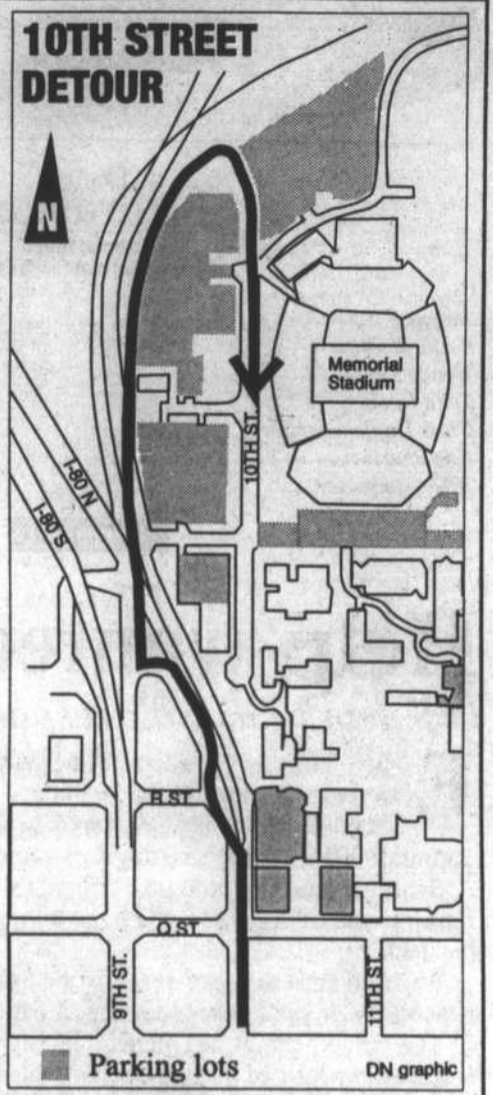 10TH STREET
DETOUR
N
Memorial
Stadium
10TH ST.
I-80 N
I-80 S
R ST.
Q ST.
9TH ST.
11TH ST.
Parking lots
DN graphic